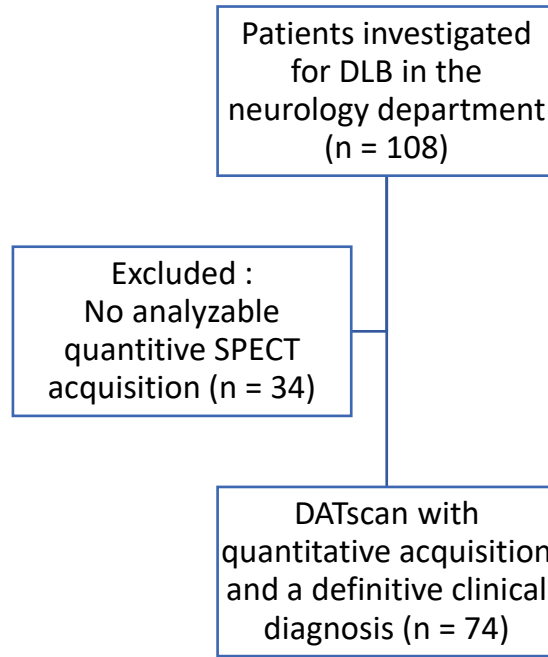 Patients investigated
for DLB in the
neurology department
(n = 108)
Excluded :
No analyzable
quantitive SPECT
acquisition (n = 34)
DATscan with
quantitative acquisition
and a definitive clinical
diagnosis (n = 74)